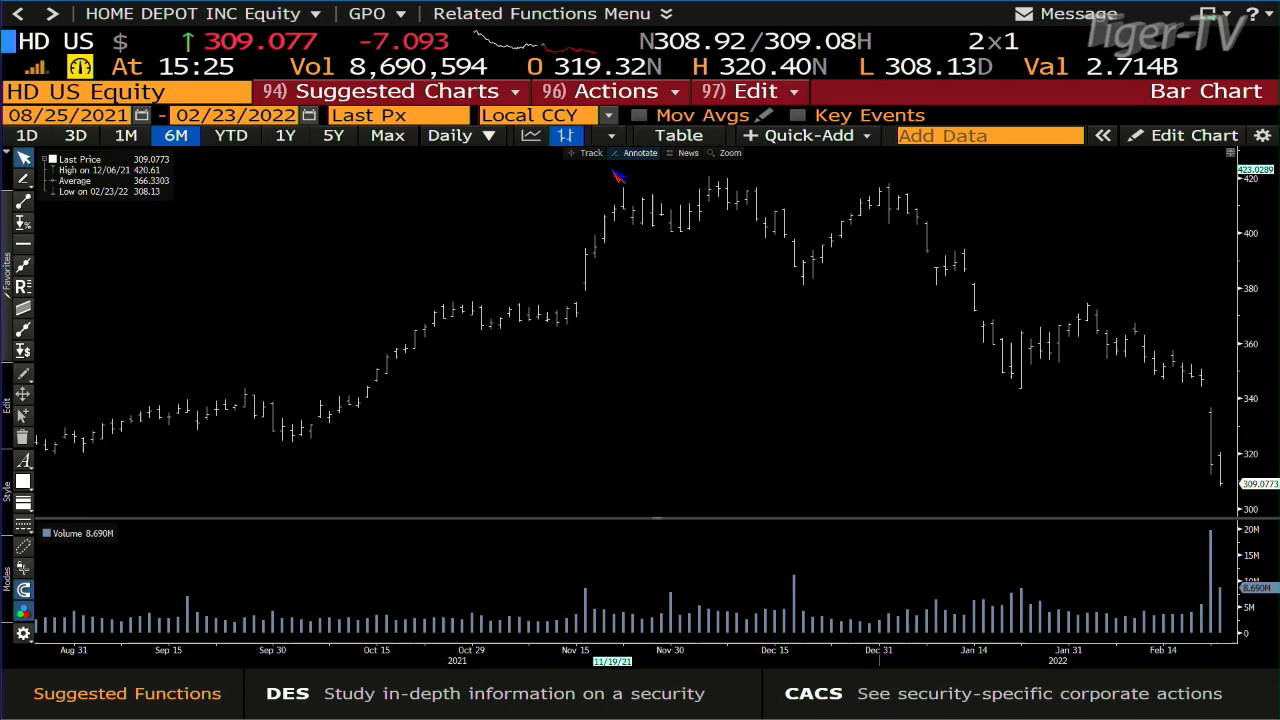 HOME DEPOT INC Equity GPO Related Functions Menu Message ?
Tiger-TV
HD US $ 309.077 -7.093 N308.92/309.08H 2×1
At 15:25 Vol 8,690,594 O 319.32N H 320.40N L 308.13D Val 2.714B
HD US Equity 94) Suggested Charts 96) Actions 97) Edit Bar Chart
08/25/2021 - 02/23/2022 Last Px Local CCY Mov Avgs Key Events
1D 3D 1M 6M YTD 1Y 5Y Max Daily Table + Quick-Add Add Data Edit Chart
Track Annotate News Zoom
Last Price 309.0773
High on 12/06/21 420.61
Average 366.3303
Low on 02/23/22 308.13
423.0289
420
400
380
360
340
320
309.0773
300
Favorites
Edit
Style
Modes
Volume 8.690M
20M
15M
10M
8.690M
5M
0
Aug 31 Sep 15 Sep 30 Oct 15 Oct 29 Nov 15 Nov 30 Dec 15 Dec 31 Jan 14 Jan 31 Feb 14
2021 11/19/21 2022
Suggested Functions DES Study in-depth information on a security CACS See security-specific corporate actions